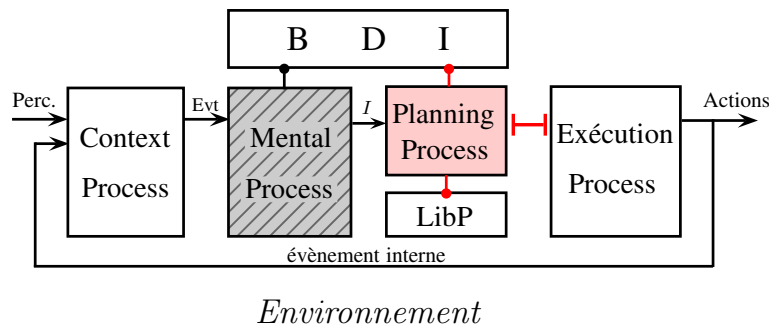 B D I
Perc.
Context
Process
Evt
Mental
Process
I
Planning
Process
LibP
Exécution
Process
Actions
évènement interne
Environnement